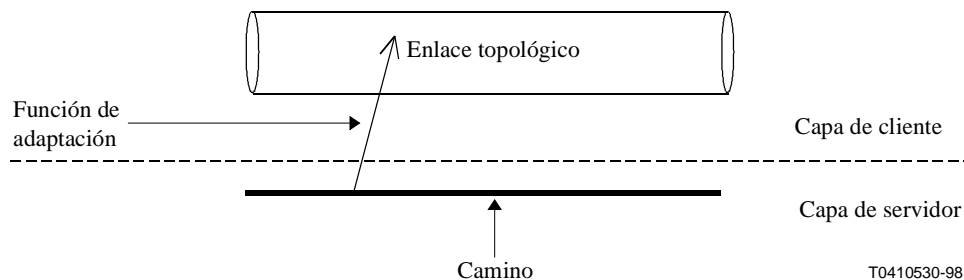 Enlace topológico
Función de
adaptación
Capa de cliente
Capa de servidor
Camino
T0410530-98